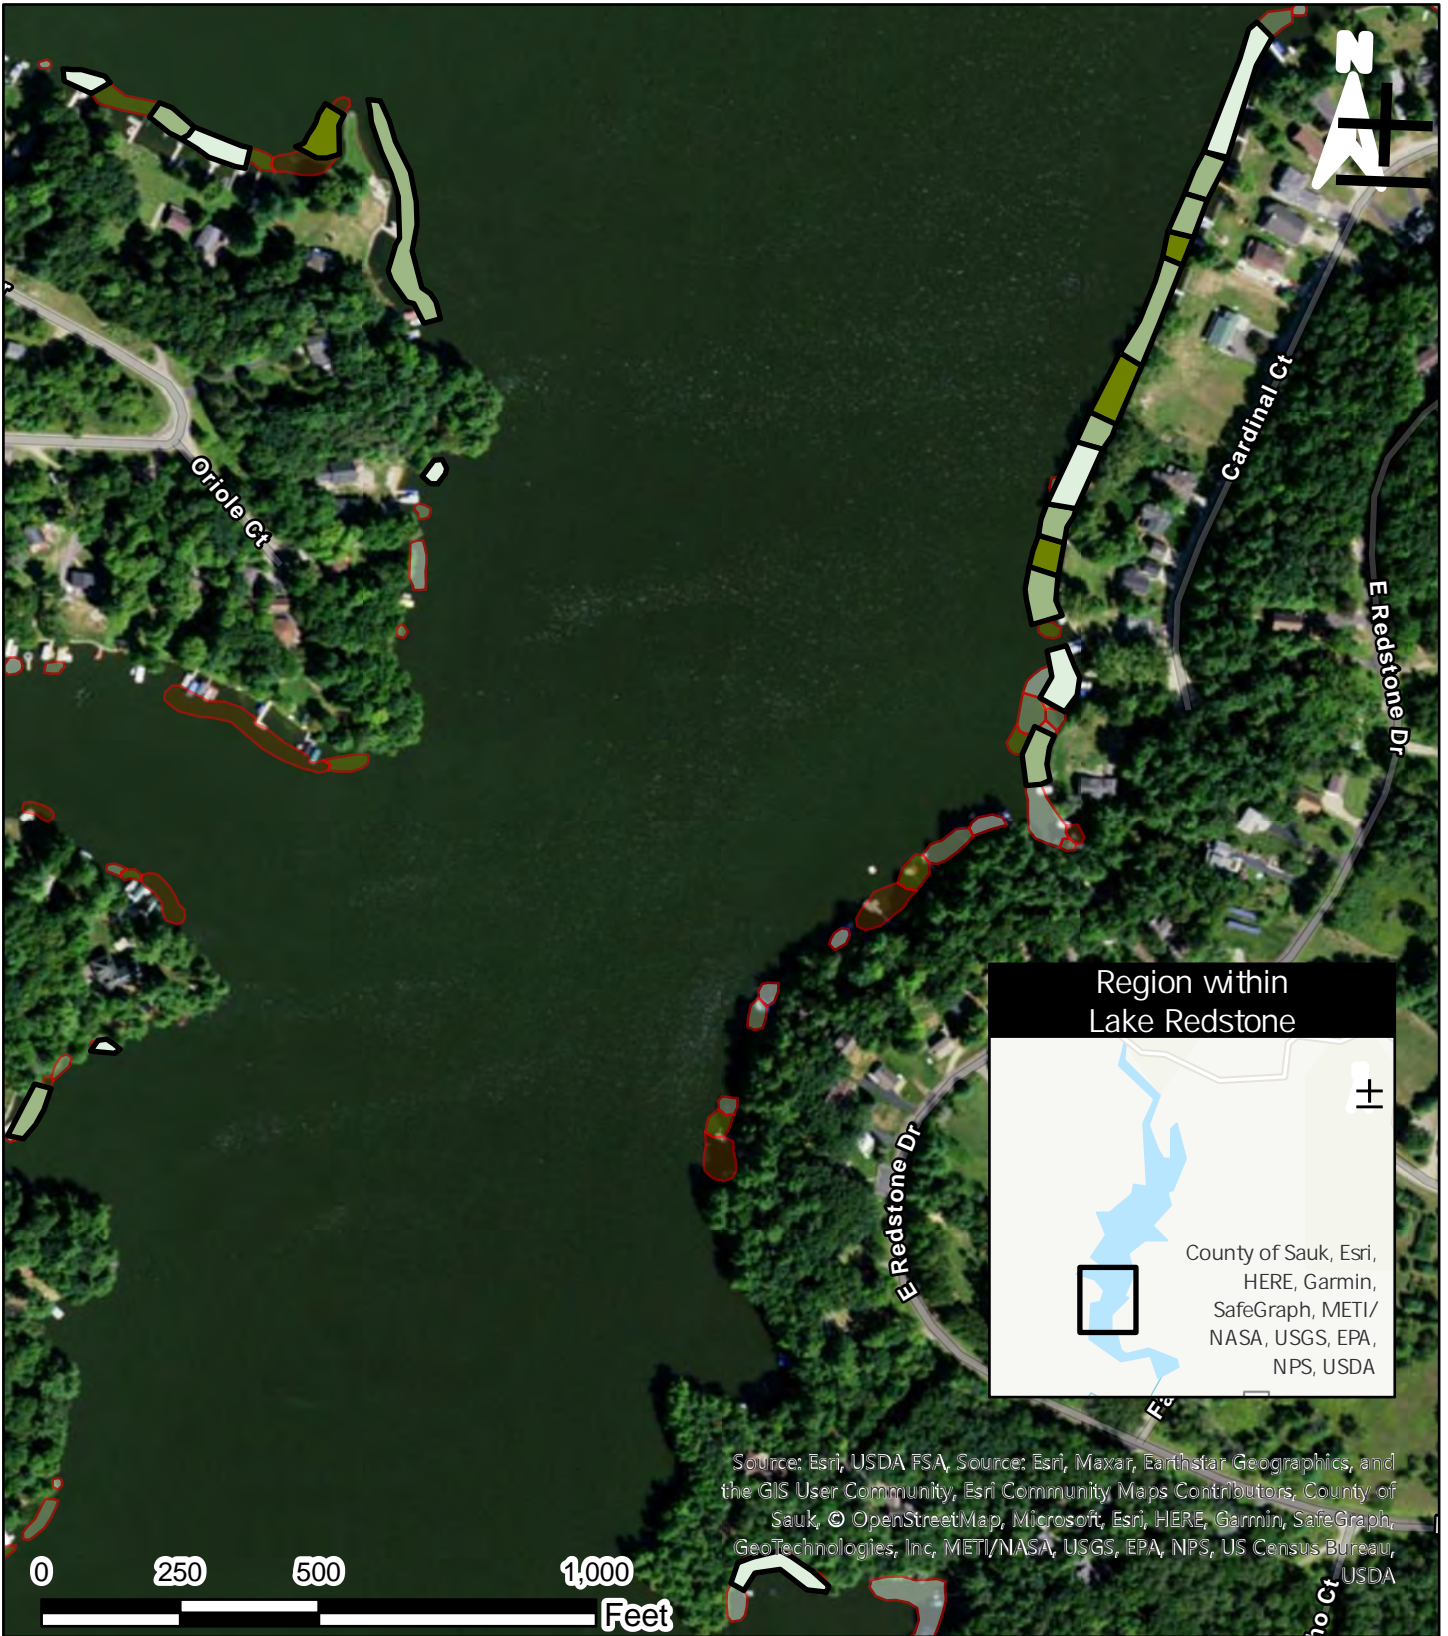 N
Oriole Ct
Cardinal Ct
E Redstone Dr
E Redstone Dr
Region within
Lake Redstone
County of Sauk, Esri,
HERE, Garmin,
SafeGraph, METI/
NASA, USGS, EPA,
NPS, USDA
Source: Esri, USDA FSA, Source: Esri, Maxar, Earthstar Geographics, and
the GIS User Community, Esri Community Maps Contributors, County of
Sauk, © OpenStreetMap, Microsoft, Esri, HERE, Garmin, SafeGraph,
GeoTechnologies, Inc, METI/NASA, USGS, EPA, NPS, US Census Bureau,
USDA
0 250 500 1,000
Feet